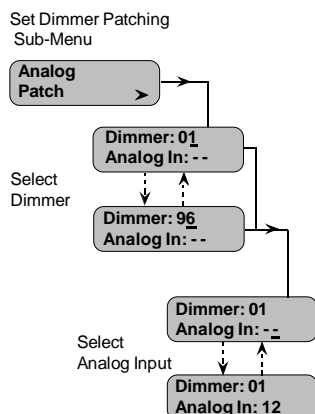 Set Dimmer Patching
Sub-Menu
Analog
Patch
Dimmer: 01
Analog In: - -
Select
Dimmer
Dimmer: 96
Analog In: - -
Dimmer: 01
Analog In: - -
Select
Analog Input
Dimmer: 01
Analog In: 12